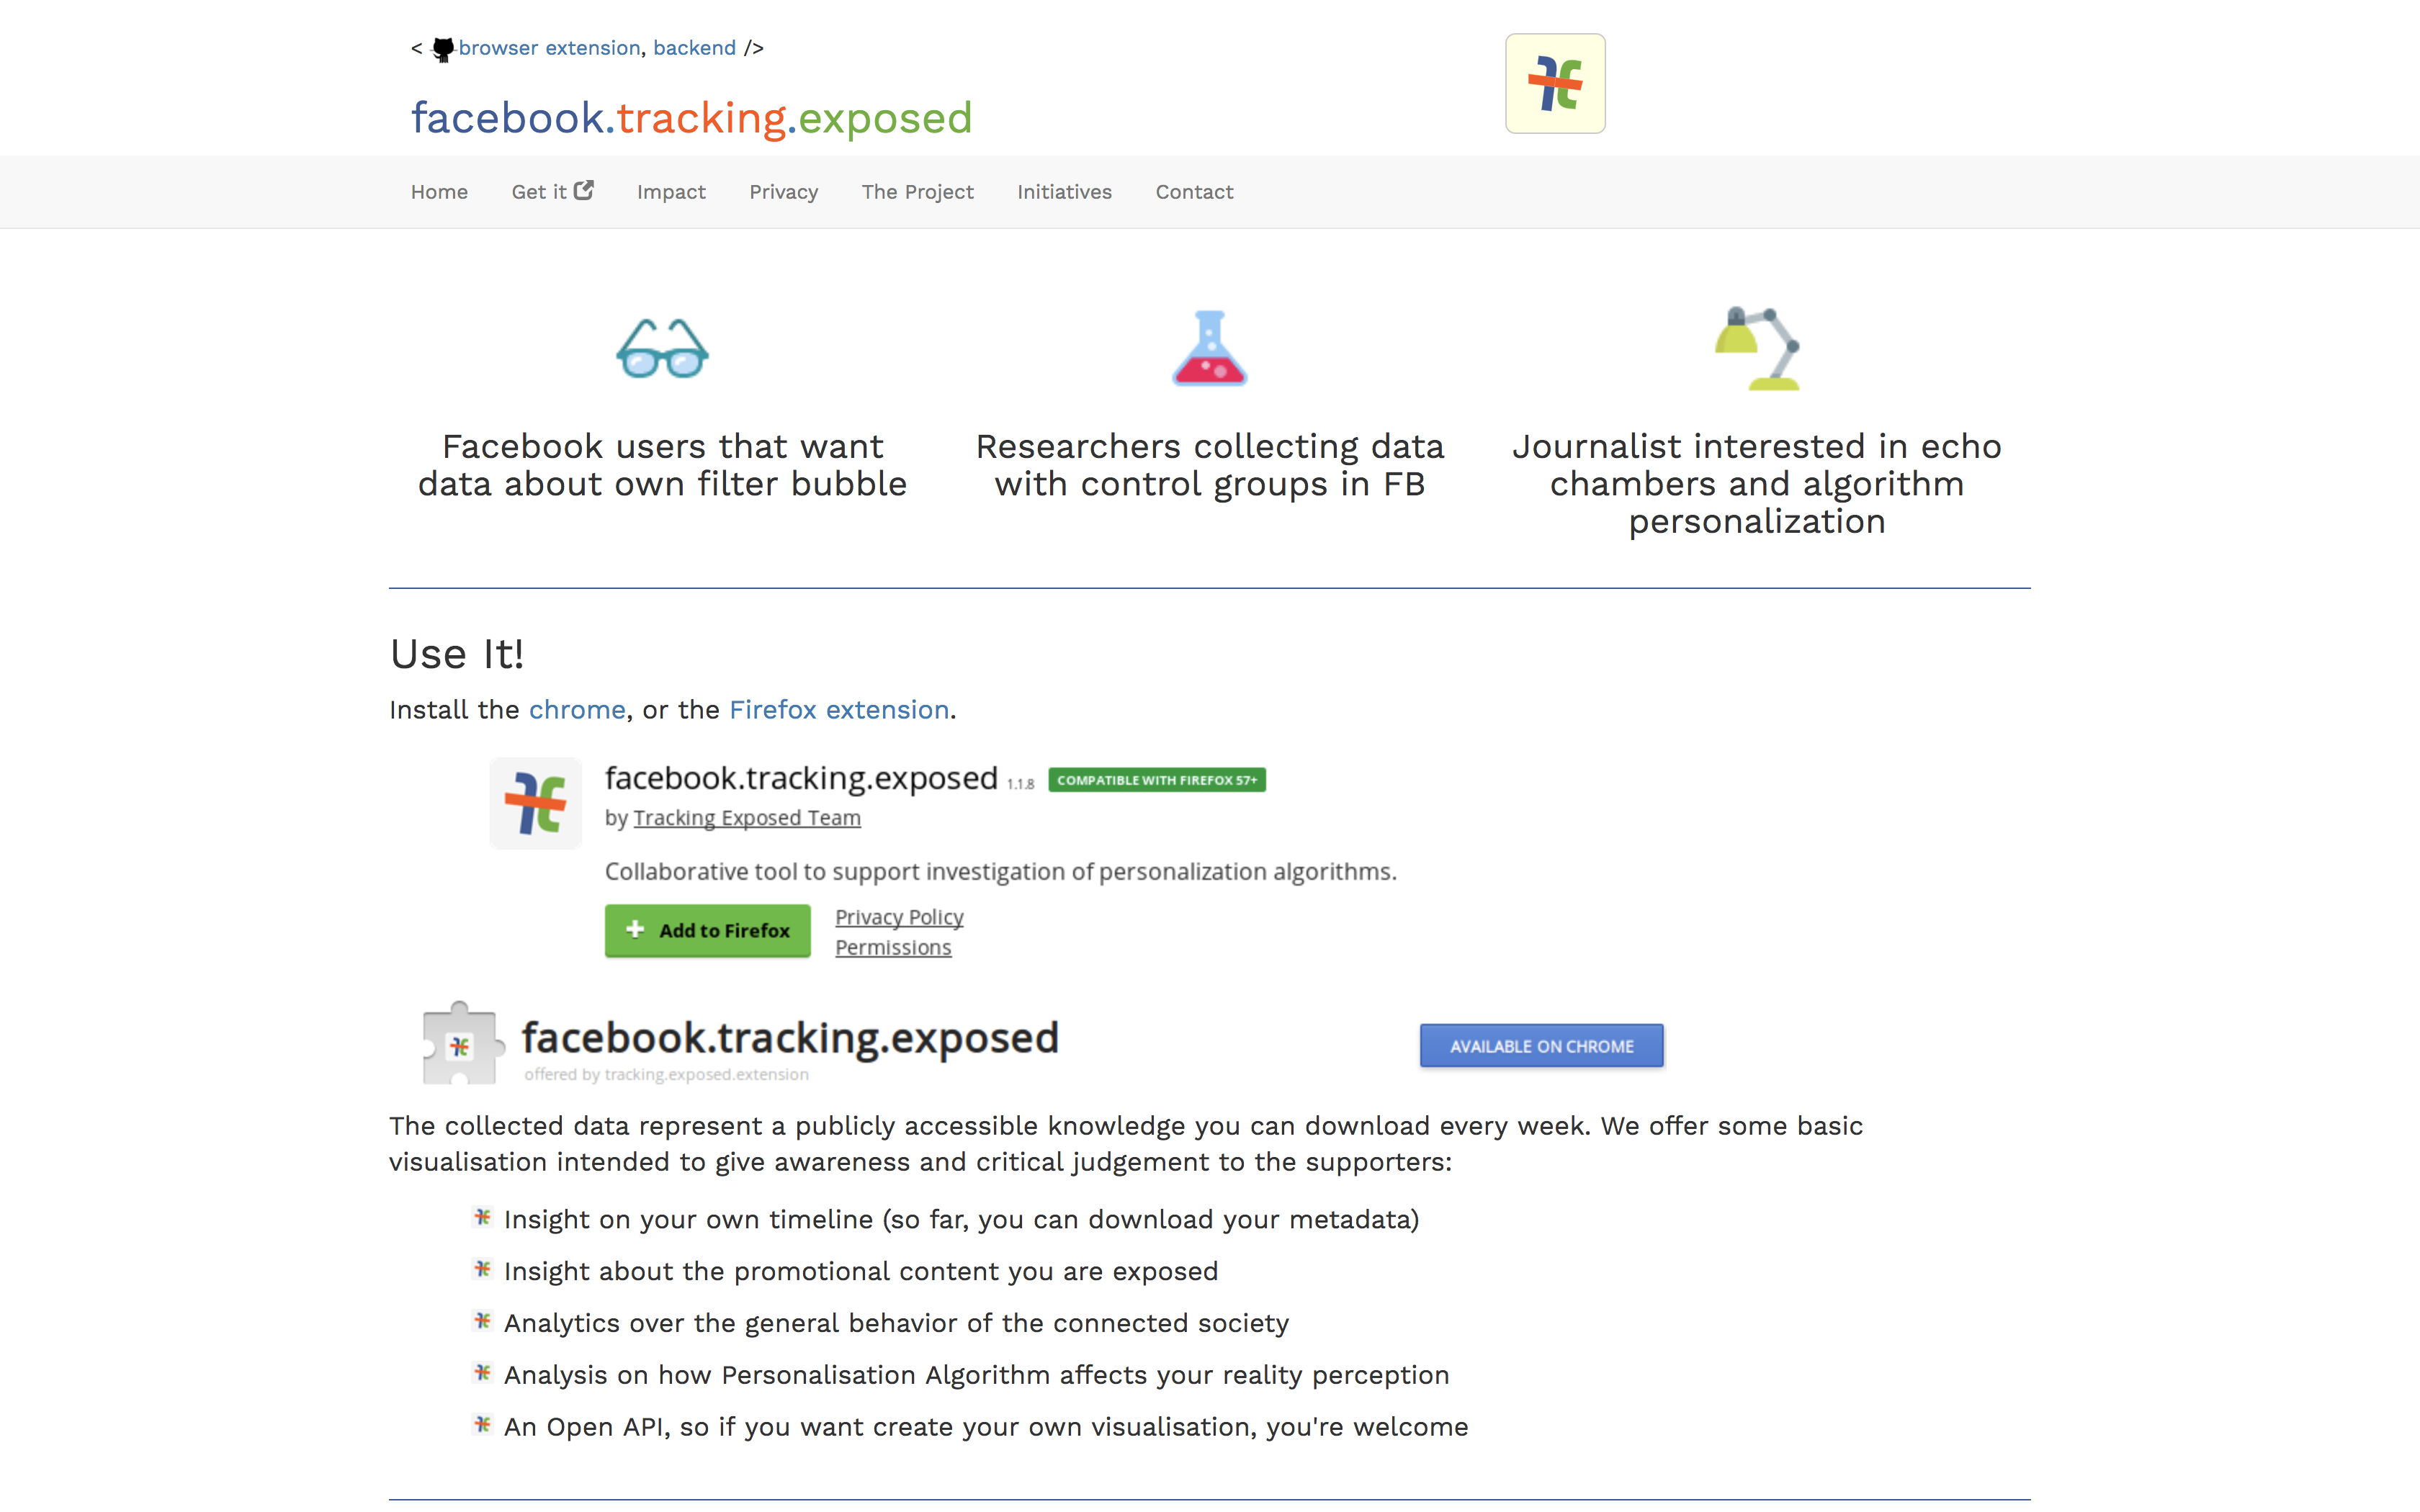 < browser extension, backend />
facebook.tracking.exposed
Home Get it Impact Privacy The Project Initiatives Contact
Facebook users that want
data about own filter bubble
Researchers collecting data
with control groups in FB
Journalist interested in echo
chambers and algorithm
personalization
Use It!
Install the chrome, or the Firefox extension.
facebook.tracking.exposed 1.1.8 COMPATIBLE WITH FIREFOX 57+
by Tracking Exposed Team
Collaborative tool to support investigation of personalization algorithms.
Add to Firefox
Privacy Policy
Permissions
facebook.tracking.exposed
offered by tracking.exposed.extension
AVAILABLE ON CHROME
The collected data represent a publicly accessible knowledge you can download every week. We offer some basic
visualisation intended to give awareness and critical judgement to the supporters:
Insight on your own timeline (so far, you can download your metadata)
Insight about the promotional content you are exposed
Analytics over the general behavior of the connected society
Analysis on how Personalisation Algorithm affects your reality perception
An Open API, so if you want create your own visualisation, you're welcome